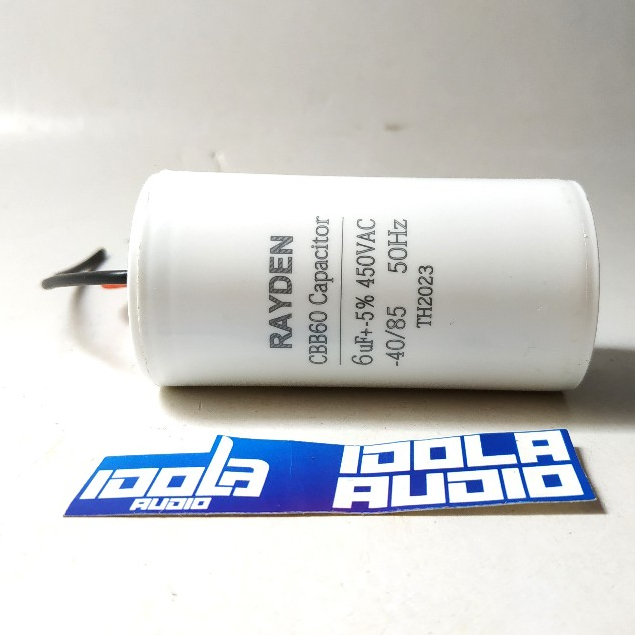 RAYDEN
CBB60 Capacitor
6uF+-5% 450VAC
-40/85 50Hz
TH2023
IDOLA
AUDIO
IDOLA
AUDIO